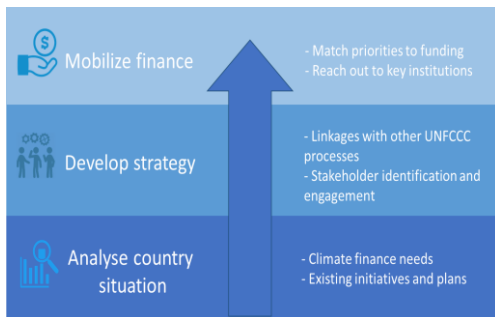 Mobilize finance
- Match priorities to funding
- Reach out to key institutions
Develop strategy
- Linkages with other UNFCCC
processes
- Stakeholder identification and
engagement
Analyse country
situation
- Climate finance needs
- Existing initiatives and plans